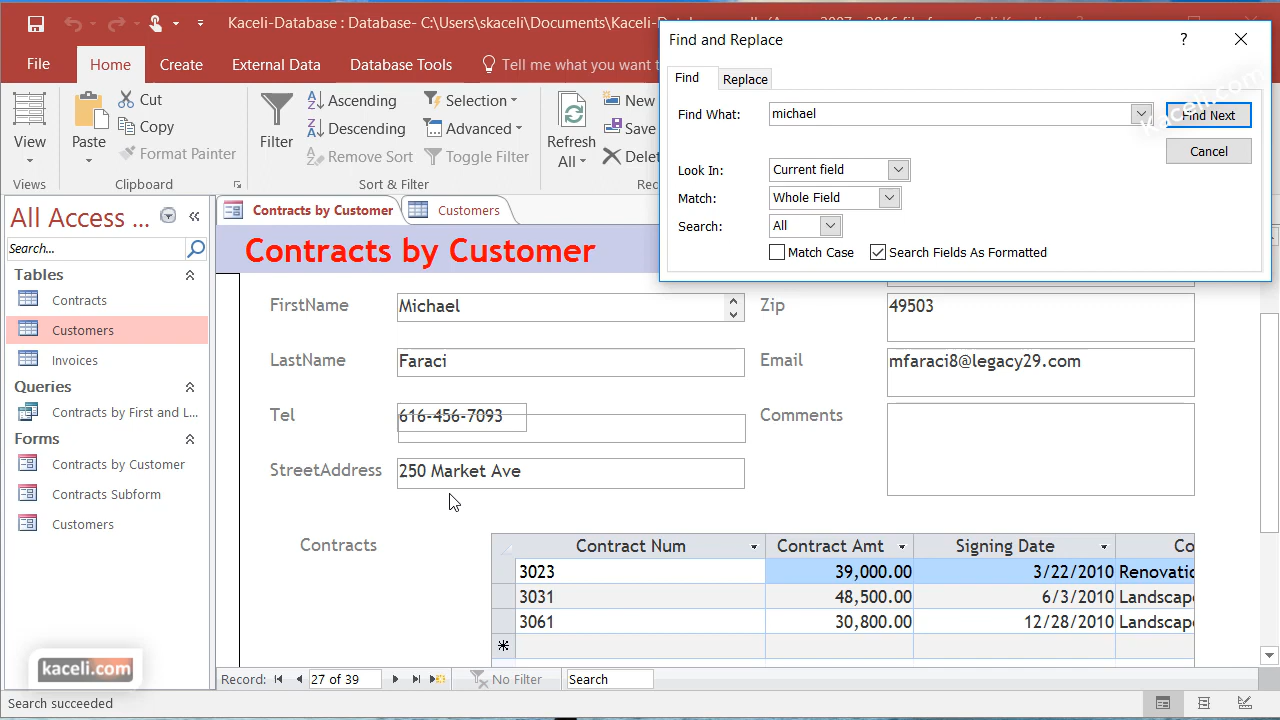 Kaceli-Database : Database- C:\Users\skaceli\Documents\Kaceli-
Find and Replace
File
Home
Create
External Data
Database Tools
Tell me what you want
Find
Replace
Find What:
michael
Find Next
Cancel
Look In:
Current field
Match:
Whole Field
Search:
All
Match Case
Search Fields As Formatted
View
Views
Paste
Cut
Copy
Format Painter
Clipboard
Filter
Ascending
Descending
Remove Sort
Selection
Advanced
Toggle Filter
Sort & Filter
Refresh
All
New
Save
Delet
Rec
All Access ...
Search...
Tables
Contracts
Customers
Invoices
Queries
Contracts by First and L...
Forms
Contracts by Customer
Contracts Subform
Customers
Contracts by Customer
Customers
Contracts by Customer
FirstName
Michael
Zip
49503
LastName
Faraci
Email
mfaraci8@legacy29.com
Tel
616-456-7093
Comments
StreetAddress
250 Market Ave
Contracts
Contract Num Contract Amt Signing Date Co
3023 39,000.00 3/22/2010 Renovatic
3031 48,500.00 6/3/2010 Landscape
3061 30,800.00 12/28/2010 Landscape
Record: 27 of 39 No Filter Search
Search succeeded
kaceli.com
Kaceli.com